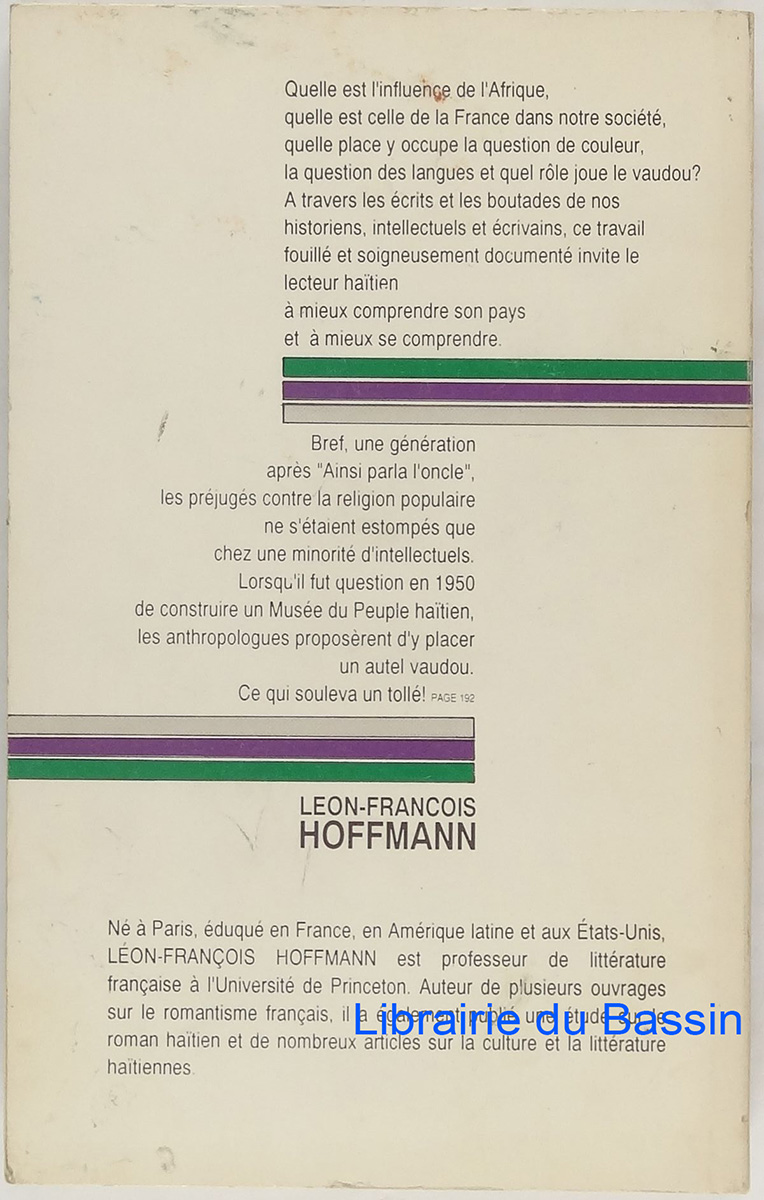 Quelle est l'influence de l'Afrique,
quelle est celle de la France dans notre société,
quelle place y occupe la question de couleur,
la question des langues et quel rôle joue le vaudou?
A travers les écrits et les boutades de nos
historiens, intellectuels et écrivains, ce travail
fouillé et soigneusement documenté invite le
lecteur haïtien
à mieux comprendre son pays
et à mieux se comprendre.
Bref, une génération
après "Ainsi parla l'oncle",
les préjugés contre la religion populaire
ne s'étaient estompés que
chez une minorité d'intellectuels.
Lorsqu'il fut question en 1950
de construire un Musée du Peuple haïtien,
les anthropologues proposèrent d'y placer
un autel vaudou.
Ce qui souleva un tollé! PAGE 192
LEON-FRANCOIS
HOFFMANN
Né à Paris, éduqué en France, en Amérique latine et aux États-Unis,
LÉON-FRANÇOIS HOFFMANN est professeur de littérature
française à l'Université de Princeton. Auteur de plusieurs ouvrages
sur le romantisme français, il a également publié une étude sur le
Librairie du Bassin
roman haïtien et de nombreux articles sur la culture et la littérature
haïtiennes